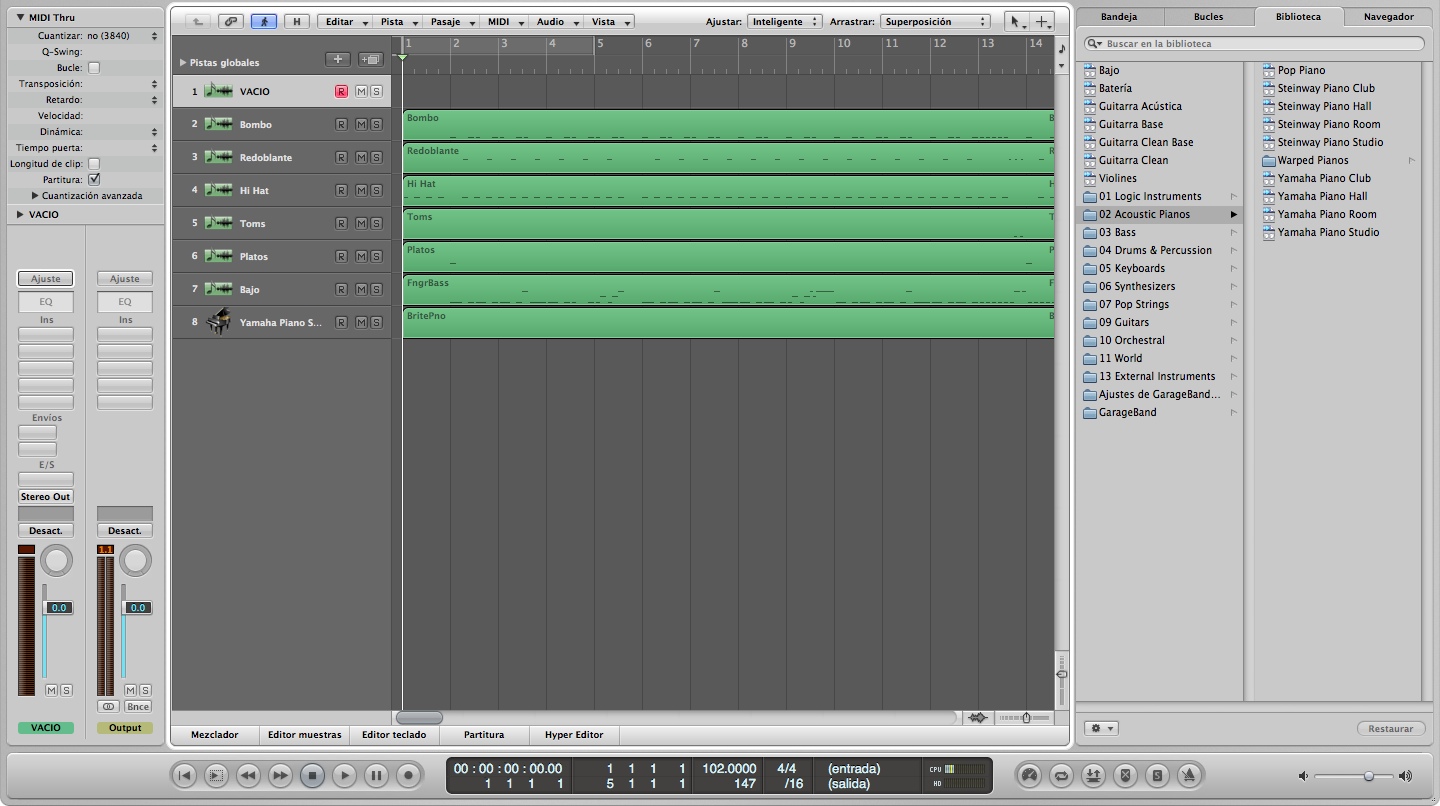 MIDI Thru
Cuantizar: no (3840)
Q-Swing:
Bucle:
Transposición:
Retardo:
Velocidad:
Dinámica:
Tiempo puerta:
Longitud de clip:
Partitura:
Cuantización avanzada
VACIO
Ajuste Ajuste
EQ EQ
Ins Ins
Envíos
E/S
Stereo Out
Desact. Desact.
1.1
0.0 0.0
M S M S
Bnce
VACIO Output
H Editar Pista Pasaje MIDI Audio Vista Ajustar: Inteligente Arrastrar: Superposición
Pistas globales
1 2 3 4 5 6 7 8 9 10 11 12 13 14
1 VACIO R M S
2 Bombo R M S
3 Redoblante R M S
4 Hi Hat R M S
5 Toms R M S
6 Platos R M S
7 Bajo R M S
8 Yamaha Piano S... R M S
Bombo B
Redoblante R
Hi Hat H
Toms T
Platos P
FngrBass F
BritePno B
Mezclador Editor muestras Editor teclado Partitura Hyper Editor
Bandeja Bucles Biblioteca Navegador
Buscar en la biblioteca
Bajo
Batería
Guitarra Acústica
Guitarra Base
Guitarra Clean Base
Guitarra Clean
Violines
01 Logic Instruments
02 Acoustic Pianos
03 Bass
04 Drums & Percussion
05 Keyboards
06 Synthesizers
07 Pop Strings
09 Guitars
10 Orchestral
11 World
13 External Instruments
Ajustes de GarageBand...
GarageBand
Pop Piano
Steinway Piano Club
Steinway Piano Hall
Steinway Piano Room
Steinway Piano Studio
Warped Pianos
Yamaha Piano Club
Yamaha Piano Hall
Yamaha Piano Room
Yamaha Piano Studio
Restaurar
00 : 00 : 00 : 00.00 1 1 1 1 102.0000 4/4 (entrada) CPU
1 1 1 1 5 1 1 1 147 /16 (salida) HD
S